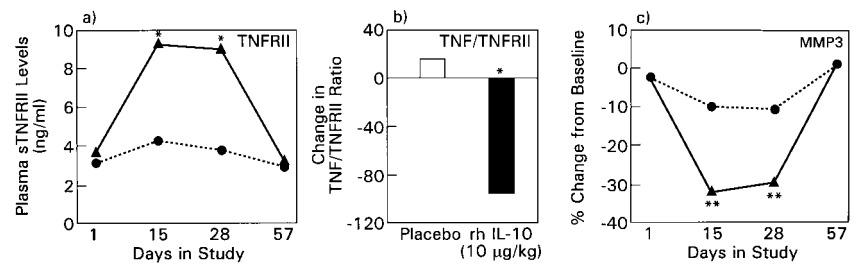 a)
TNFRII
Plasma sTNFRII Levels
(ng/ml)
10
8
6
4
2
0
*
*
1 15 28 57
Days in Study
b)
TNF/TNFRII
Change in
TNF/TNFRII Ratio
40
0
-40
-80
-120
*
Placebo rh IL-10
(10 µg/kg)
c)
MMP3
% Change from Baseline
10
0
-10
-20
-30
-40
**
**
1 15 28 57
Days in Study